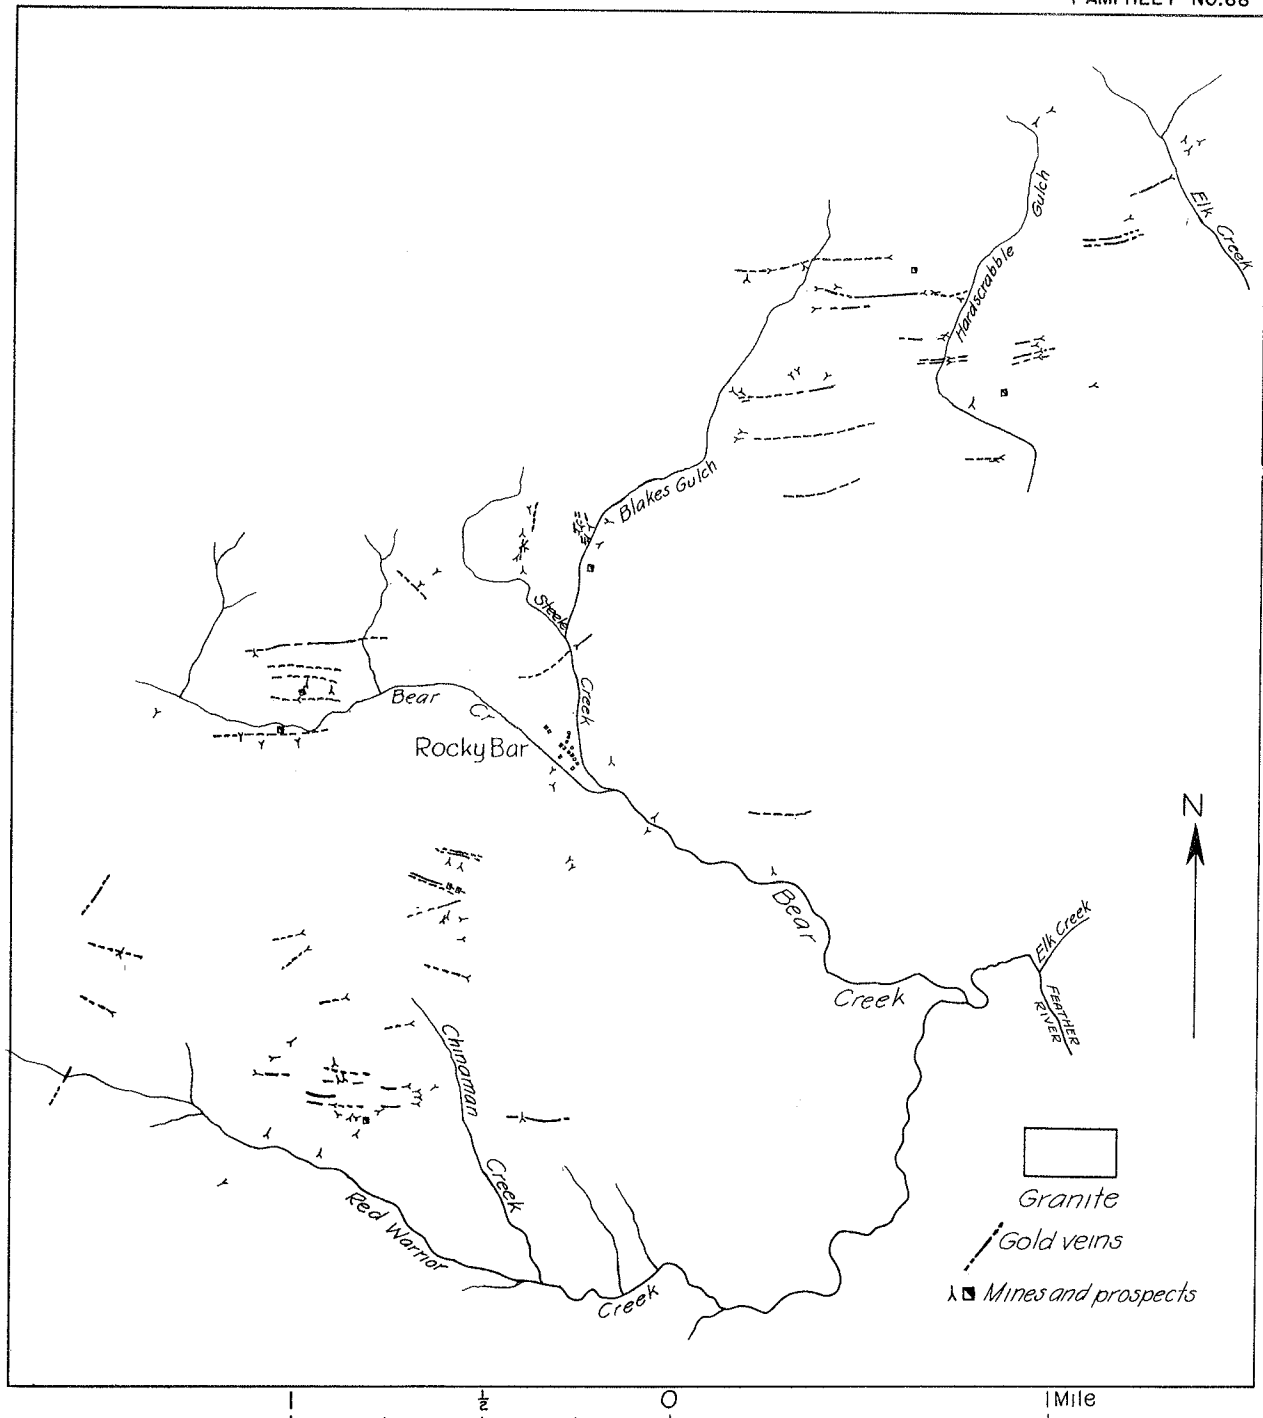 PAMPHLET NO.68
Elk Creek
Hardscrabble Gulch
Blakes Gulch
Steele
Creek
Bear
Cr
Rocky Bar
N
Bear
Creek
Elk Creek
FEATHER
RIVER
Chinaman
Creek
Red Warrior
Creek
Granite
Gold veins
Mines and prospects
1 ½ 0 1 Mile